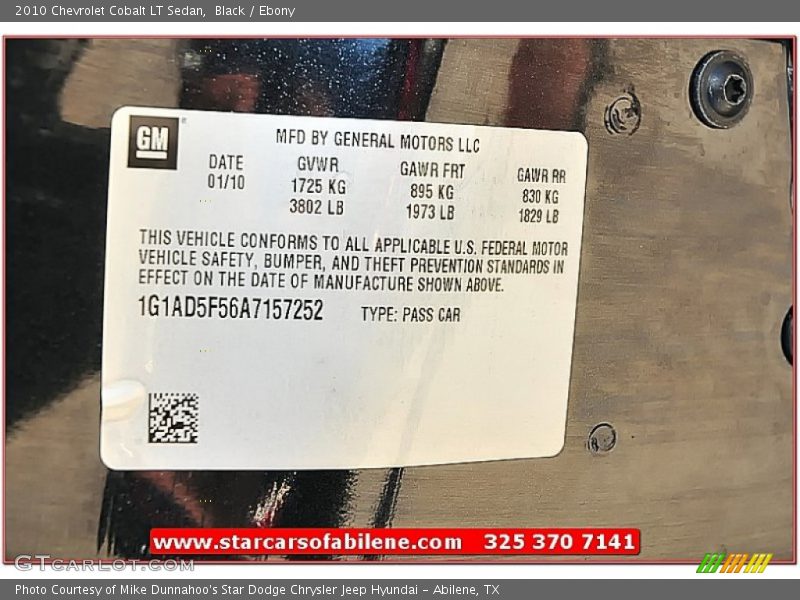 2010 Chevrolet Cobalt LT Sedan, Black / Ebony
GM
MFD BY GENERAL MOTORS LLC
DATE GVWR GAWR FRT GAWR RR
01/10 1725 KG 895 KG 830 KG
3802 LB 1973 LB 1829 LB
THIS VEHICLE CONFORMS TO ALL APPLICABLE U.S. FEDERAL MOTOR
VEHICLE SAFETY, BUMPER, AND THEFT PREVENTION STANDARDS IN
EFFECT ON THE DATE OF MANUFACTURE SHOWN ABOVE.
1G1AD5F56A7157252 TYPE: PASS CAR
www.starcarsofabilene.com 325 370 7141
GTcarlot.com
Photo Courtesy of Mike Dunnahoo's Star Dodge Chrysler Jeep Hyundai - Abilene, TX